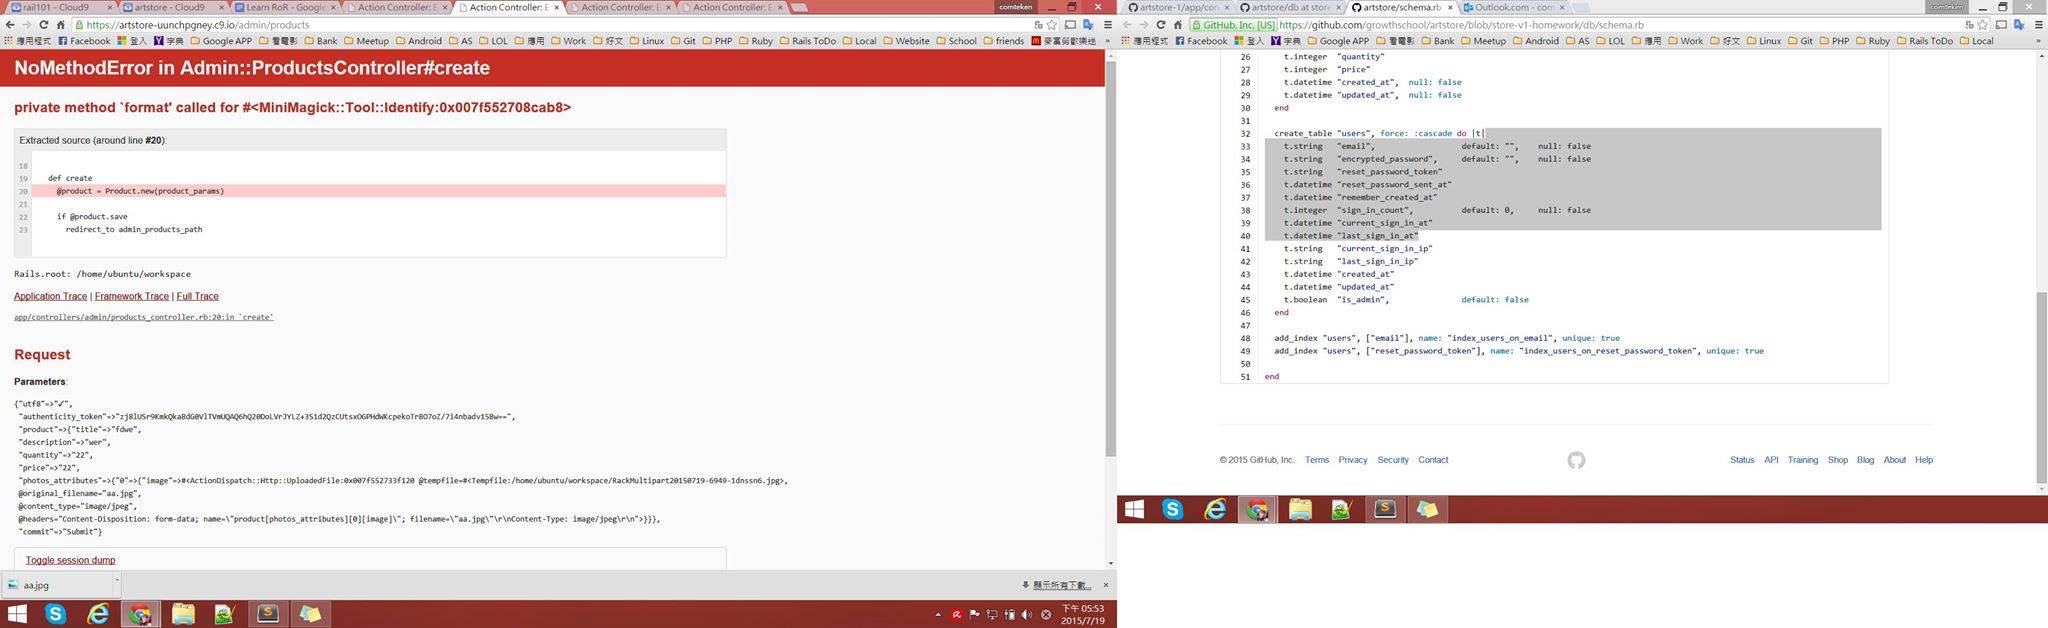 rail101 - Cloud9
artstore - Cloud9
Learn RoR - Google
Action Controller: E
Action Controller: E
Action Controller: E
Action Controller: E
comteken
https://artstore-uunchpgney.c9.io/admin/products
應用程式 Facebook 登入 字典 Google APP 看電影 Bank Meetup Android AS LOL 應用 Work 好文 Linux Git PHP Ruby Rails ToDo Local Website School friends 麥當勞歡樂送 »
NoMethodError in Admin::ProductsController#create
private method `format' called for #<MiniMagick::Tool::Identify:0x007f552708cab8>
Extracted source (around line #20):
18
19 def create
20 @product = Product.new(product_params)
21
22 if @product.save
23 redirect_to admin_products_path
Rails.root: /home/ubuntu/workspace
Application Trace | Framework Trace | Full Trace
app/controllers/admin/products_controller.rb:20:in `create'
Request
Parameters:
{"utf8"=>"✓",
"authenticity_token"=>"zj8lUSr9KmkQkaBdG0VlTVmUQAQ6hQ20DoLVrJYLZ+3S1d2QzCUtsxOGPHdWKcpekoTrBO7oZ/7i4nbadv15Bw==",
"product"=>{"title"=>"fdwe",
"description"=>"wer",
"quantity"=>"22",
"price"=>"22",
"photos_attributes"=>{"0"=>{"image"=>#<ActionDispatch::Http::UploadedFile:0x007f552733f120 @tempfile=#<Tempfile:/home/ubuntu/workspace/RackMultipart20150719-6949-1dnssn6.jpg>,
@original_filename="aa.jpg",
@content_type="image/jpeg",
@headers="Content-Disposition: form-data; name=\"product[photos_attributes][0][image]\"; filename=\"aa.jpg\"\r\nContent-Type: image/jpeg\r\n">}}},
"commit"=>"Submit"}
Toggle session dump
aa.jpg
顯示所有下載...
下午 05:53
2015/7/19
artstore-1/app/con
artstore/db at store
artstore/schema.rb
Outlook.com - com
comteken
GitHub, Inc. [US] https://github.com/growthschool/artstore/blob/store-v1-homework/db/schema.rb
應用程式 Facebook 登入 字典 Google APP 看電影 Bank Meetup Android AS LOL 應用 Work 好文 Linux Git PHP Ruby Rails ToDo Local »
26 t.integer "quantity"
27 t.integer "price"
28 t.datetime "created_at", null: false
29 t.datetime "updated_at", null: false
30 end
31
32 create_table "users", force: :cascade do |t|
33 t.string "email", default: "", null: false
34 t.string "encrypted_password", default: "", null: false
35 t.string "reset_password_token"
36 t.datetime "reset_password_sent_at"
37 t.datetime "remember_created_at"
38 t.integer "sign_in_count", default: 0, null: false
39 t.datetime "current_sign_in_at"
40 t.datetime "last_sign_in_at"
41 t.string "current_sign_in_ip"
42 t.string "last_sign_in_ip"
43 t.datetime "created_at"
44 t.datetime "updated_at"
45 t.boolean "is_admin", default: false
46 end
47
48 add_index "users", ["email"], name: "index_users_on_email", unique: true
49 add_index "users", ["reset_password_token"], name: "index_users_on_reset_password_token", unique: true
50
51 end
© 2015 GitHub, Inc. Terms Privacy Security Contact
Status API Training Shop Blog About Help